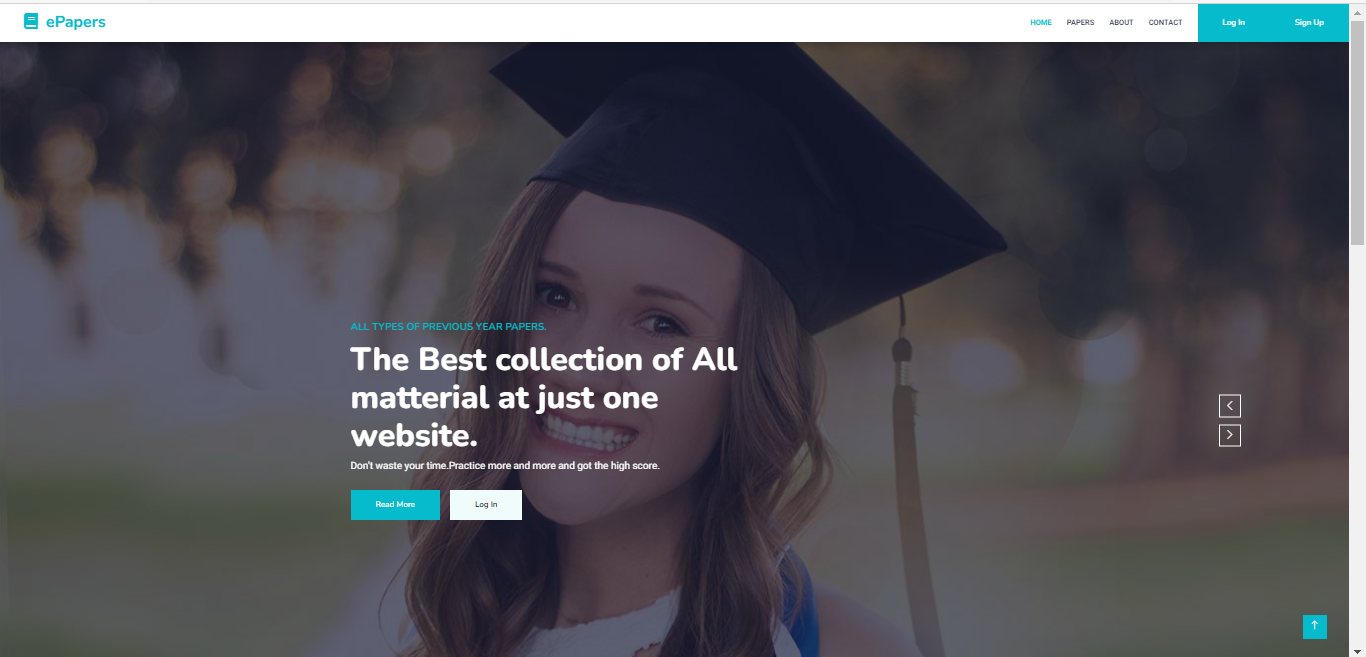 ePapers
HOME PAPERS ABOUT CONTACT Log In Sign Up
ALL TYPES OF PREVIOUS YEAR PAPERS.
The Best collection of All
matterial at just one
website.
Don't waste your time.Practice more and more and got the high score.
Read More Log In